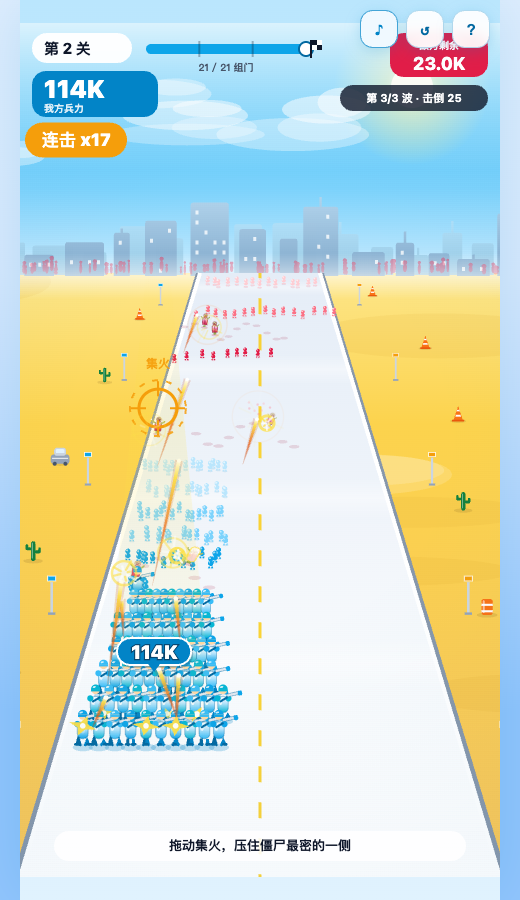 第 2 关
21 / 21 组门
♪ ↺ ?
114K
我方兵力
连击 x17
23.0K
第 3/3 波 · 击倒 25
集火
114K
拖动集火，压住僵尸最密的一侧